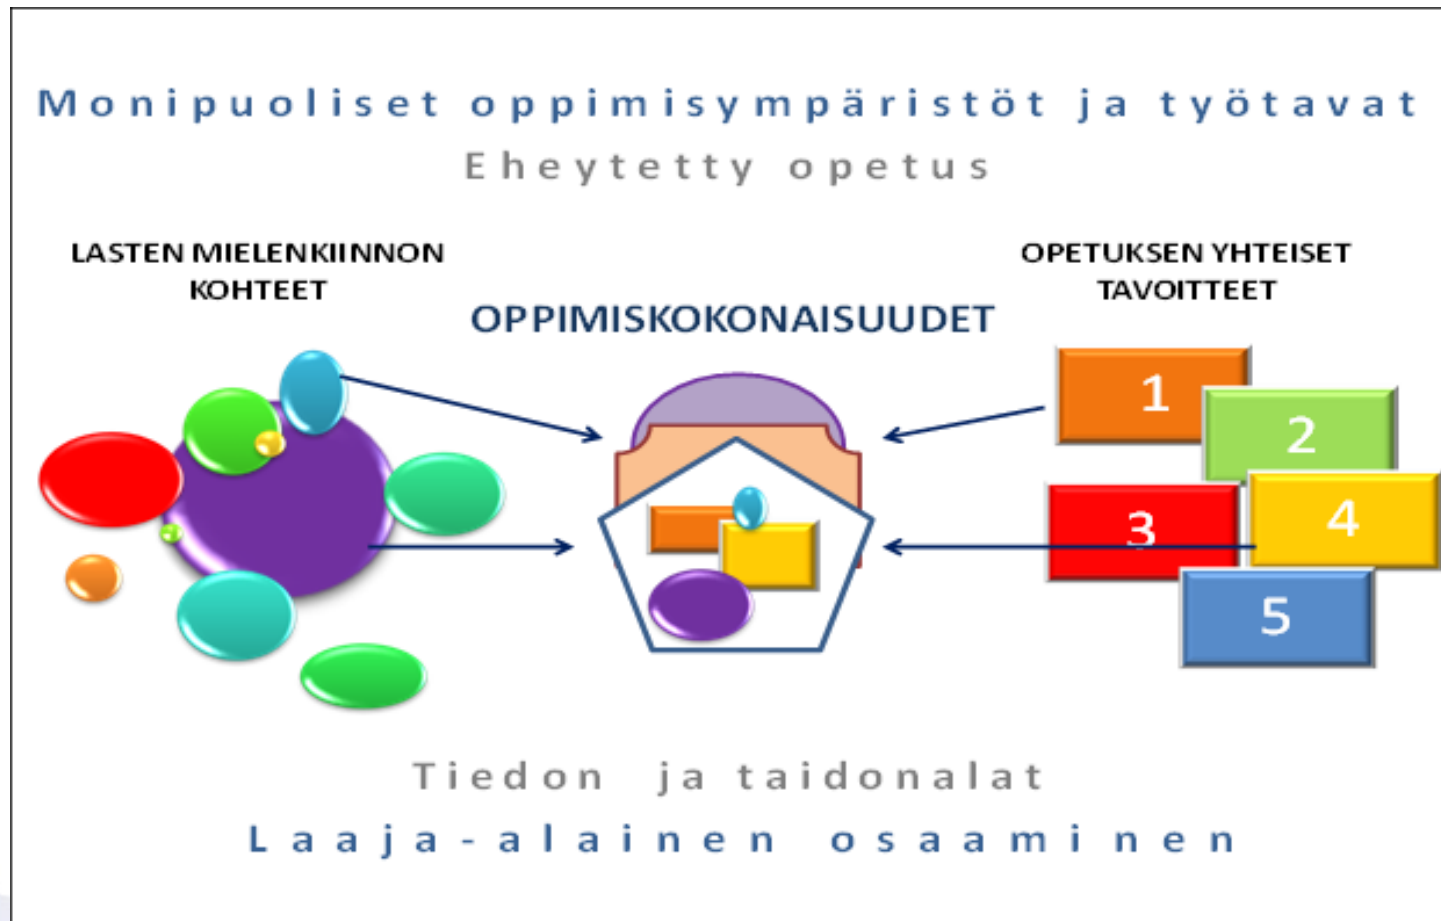 Monipuoliset oppimisympäristöt ja työtavat
Eheytetty opetus
LASTEN MIELENKIINNON
KOHTEET
OPPIMISKOKONAISUUDET
OPETUKSEN YHTEISET
TAVOITTEET
1
2
3
4
5
Tiedon ja taidonalat
Laaja-alainen osaaminen